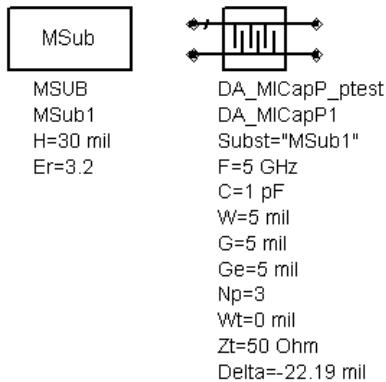 MSub
MSUB
MSub1
H=30 mil
Er=3.2
DA_MICapP_ptest
DA_MICapP1
Subst="MSub1"
F=5 GHz
C=1 pF
W=5 mil
G=5 mil
Ge=5 mil
Np=3
Wt=0 mil
Zt=50 Ohm
Delta=-22.19 mil